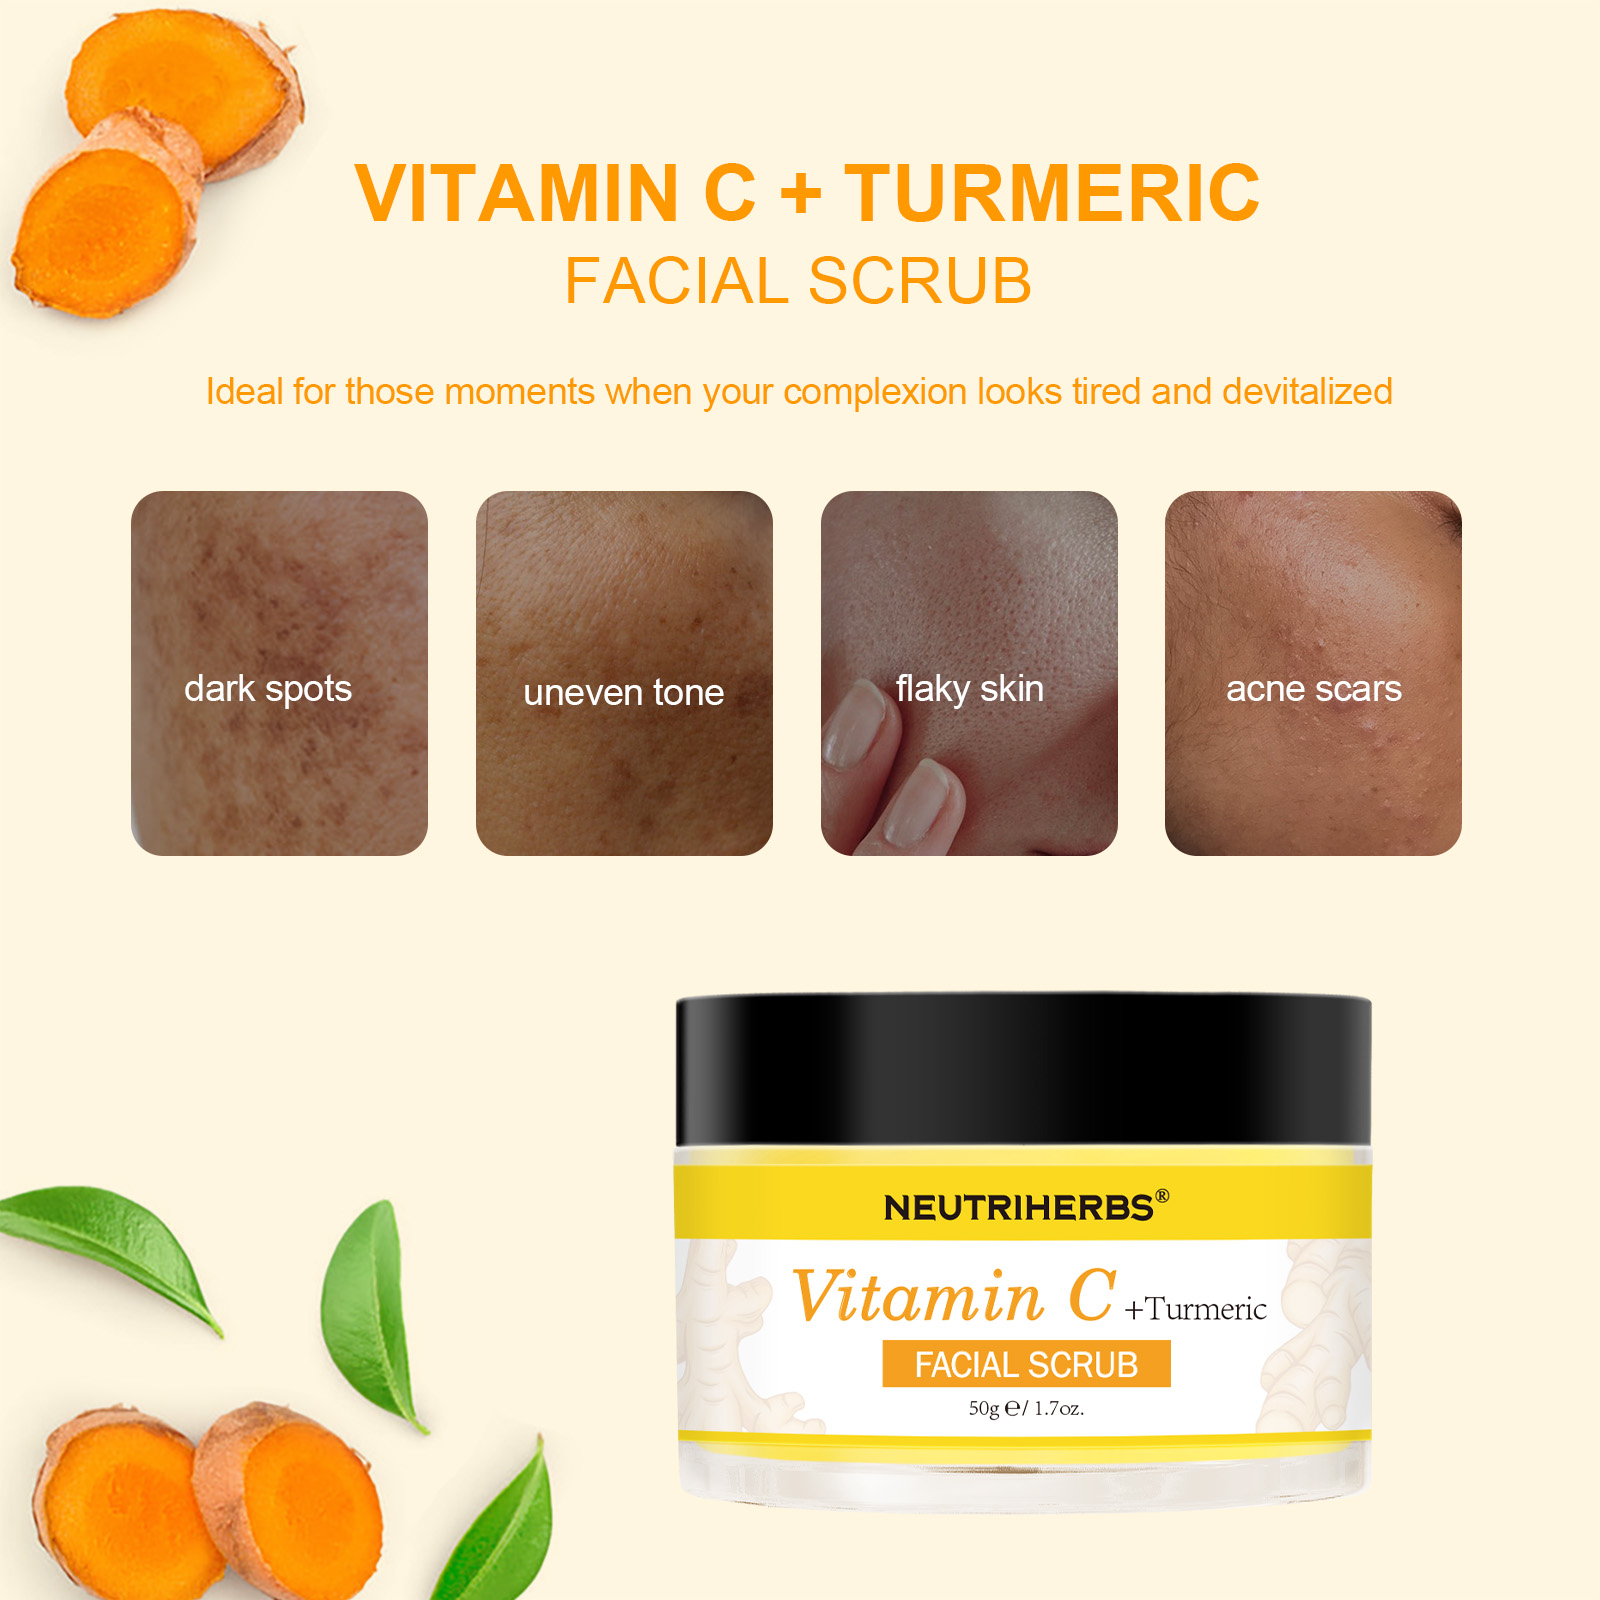 VITAMIN C + TURMERIC
FACIAL SCRUB
Ideal for those moments when your complexion looks tired and devitalized
dark spots
uneven tone
flaky skin
acne scars
NEUTRIHERBS®
Vitamin C +Turmeric
FACIAL SCRUB
50g ℮/ 1.7oz.